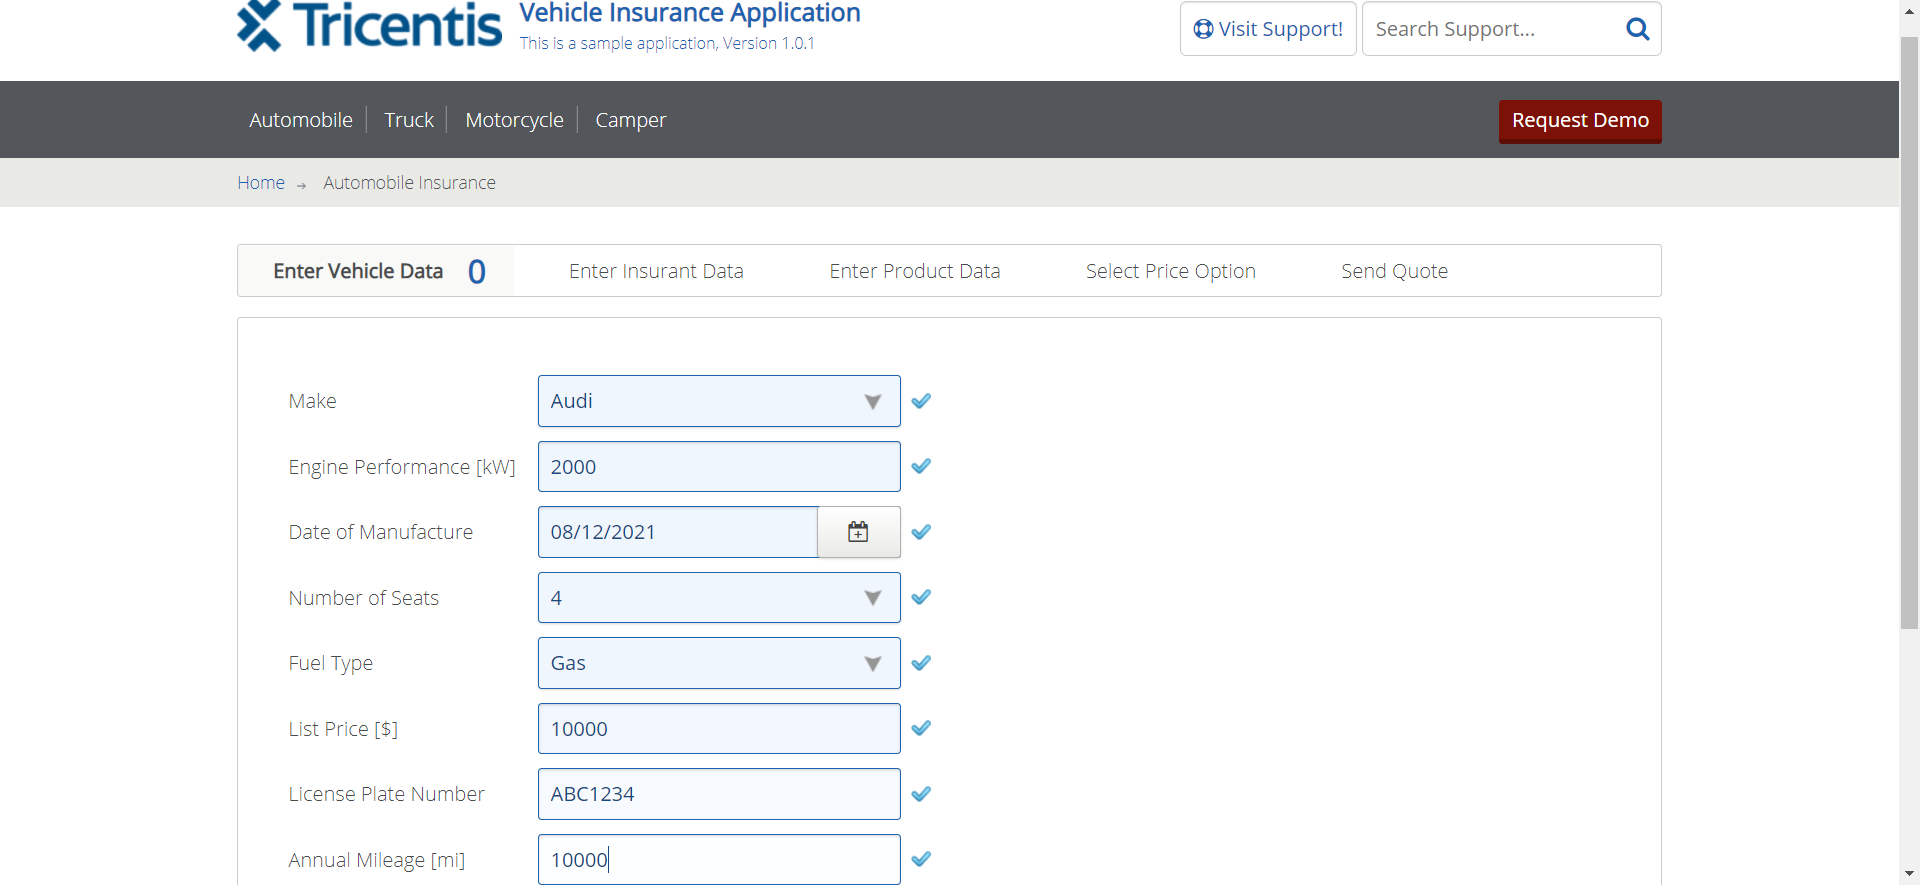 Tricentis
Vehicle Insurance Application
This is a sample application, Version 1.0.1
Visit Support!
Search Support...
Automobile
Truck
Motorcycle
Camper
Request Demo
Home → Automobile Insurance
Enter Vehicle Data 0
Enter Insurant Data
Enter Product Data
Select Price Option
Send Quote
Make
Audi
Engine Performance [kW]
2000
Date of Manufacture
08/12/2021
Number of Seats
4
Fuel Type
Gas
List Price [$]
10000
License Plate Number
ABC1234
Annual Mileage [mi]
10000